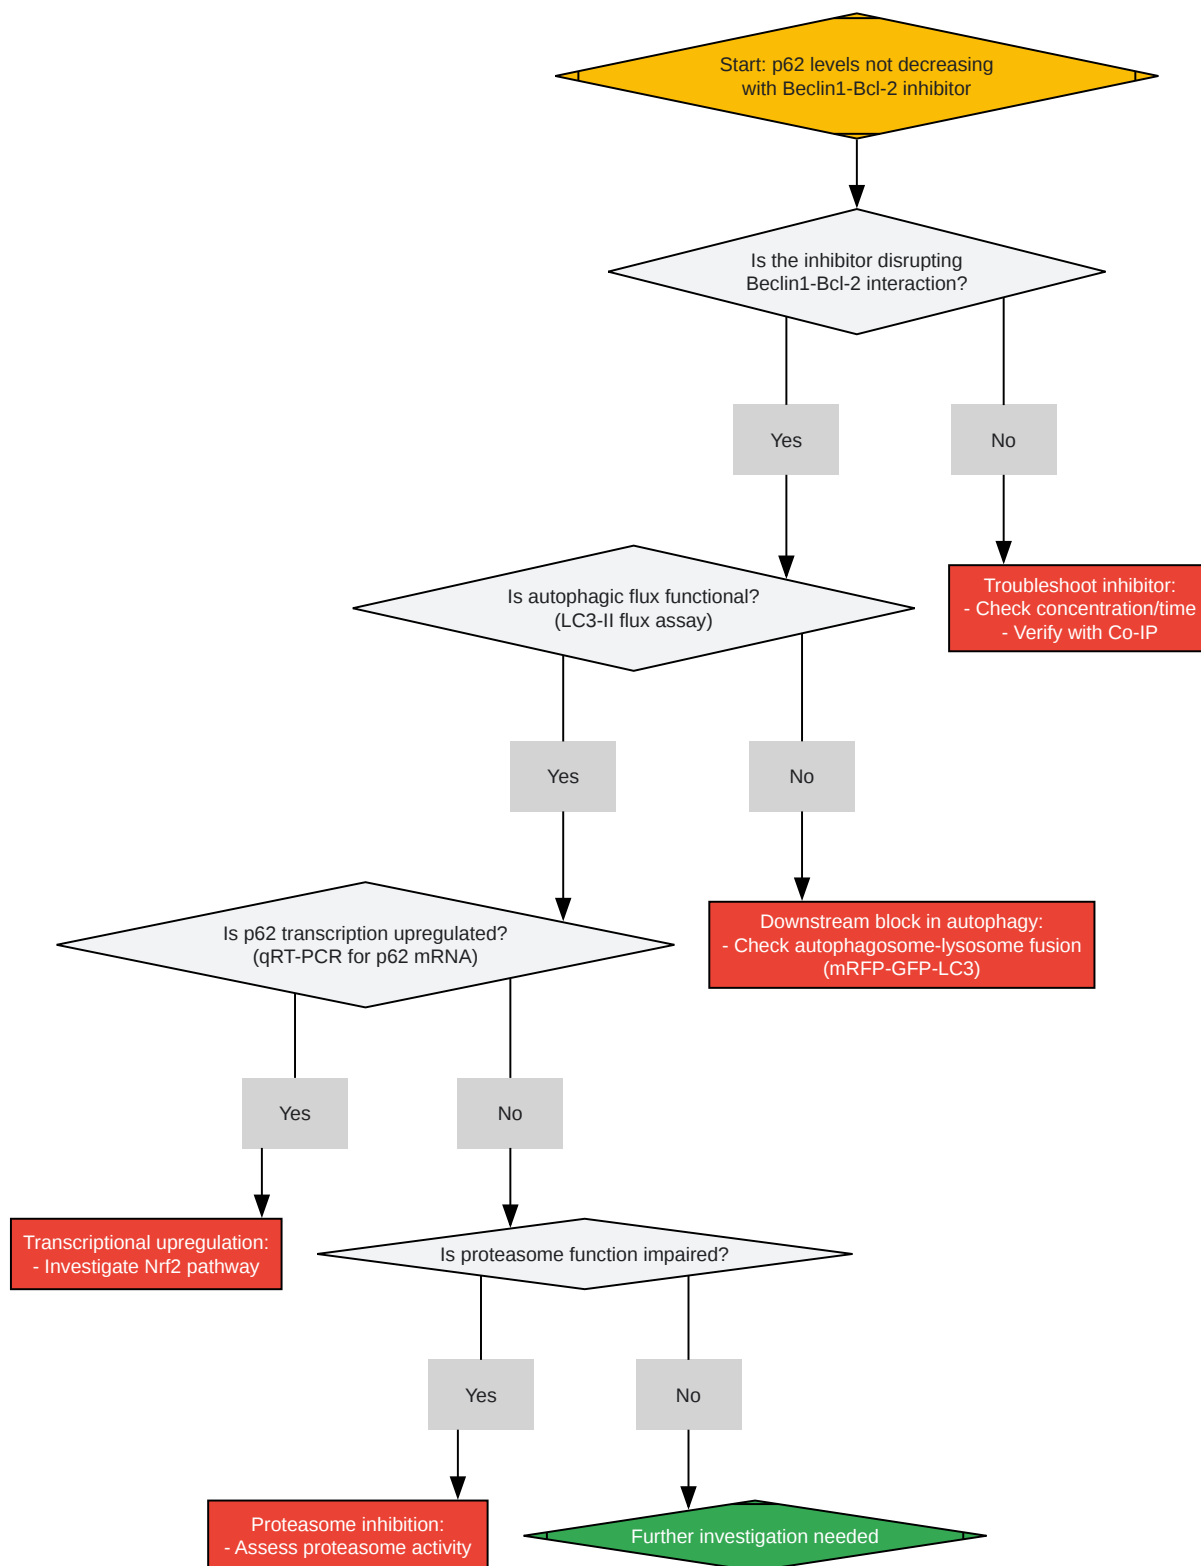 Start: p62 levels not decreasing
with Beclin1-Bcl-2 inhibitor
Is the inhibitor disrupting
Beclin1-Bcl-2 interaction?
Yes
No
Is autophagic flux functional?
(LC3-II flux assay)
Troubleshoot inhibitor:
- Check concentration/time
- Verify with Co-IP
Yes
No
Is p62 transcription upregulated?
(qRT-PCR for p62 mRNA)
Downstream block in autophagy:
- Check autophagosome-lysosome fusion
(mRFP-GFP-LC3)
Yes
No
Transcriptional upregulation:
- Investigate Nrf2 pathway
Is proteasome function impaired?
Yes
No
Proteasome inhibition:
- Assess proteasome activity
Further investigation needed